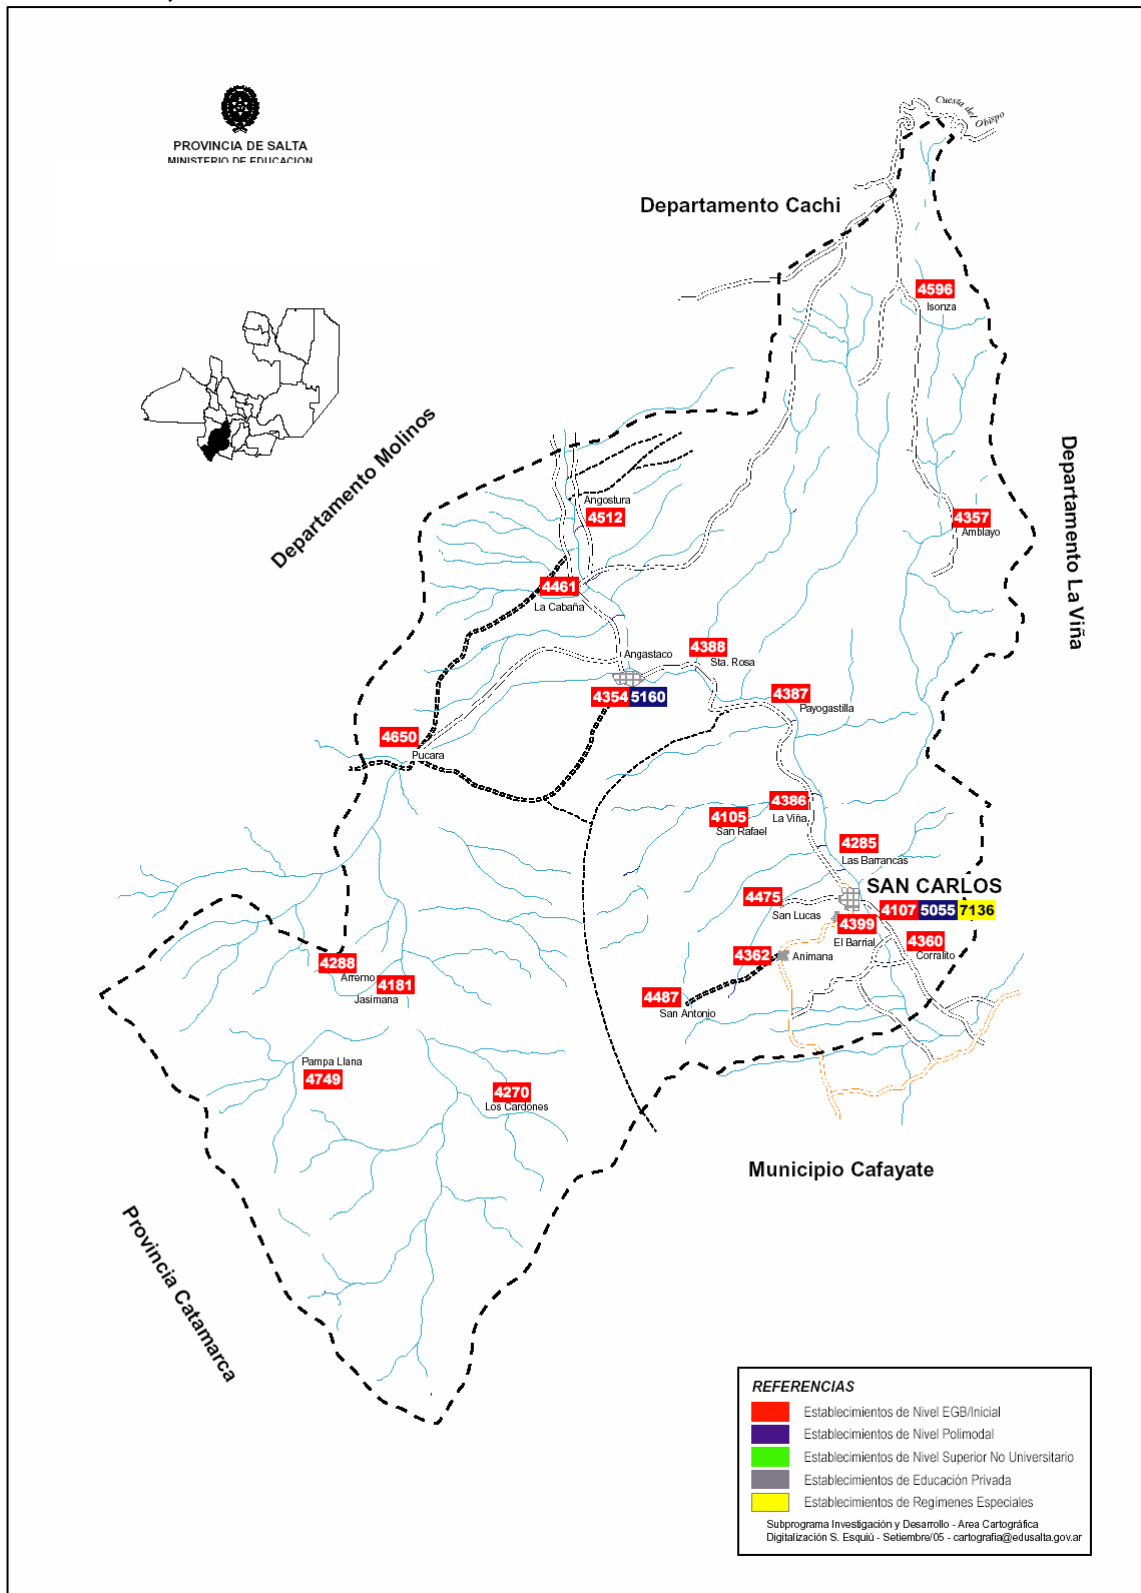 PROVINCIA DE SALTA
MINISTERIO DE EDUCACION
Cuesta del Obispo
Departamento Cachi
4596
Isonza
Departamento Molinos
Departamento La Viña
Angostura
4512
4357
Amblayo
4461
La Cabaña
4388
Sta. Rosa
Angastaco
4354 5160
4387
Payogastilla
4650
Pucara
4386
La Viña
4105
San Rafael
4285
Las Barrancas
SAN CARLOS
4107 5055 7136
4475
San Lucas
4399
El Barrial
4360
Corralito
4362
Animana
4288
Arremo
4181
Jasimana
4487
San Antonio
Pampa Llana
4749
4270
Los Cardones
Municipio Cafayate
Provincia Catamarca
REFERENCIAS
Establecimientos de Nivel EGB/Inicial
Establecimientos de Nivel Polimodal
Establecimientos de Nivel Superior No Universitario
Establecimientos de Educación Privada
Establecimientos de Regímenes Especiales
Subprograma Investigación y Desarrollo - Area Cartográfica
Digitalización S. Esquiú - Setiembre/05 - cartografia@edusalta.gov.ar